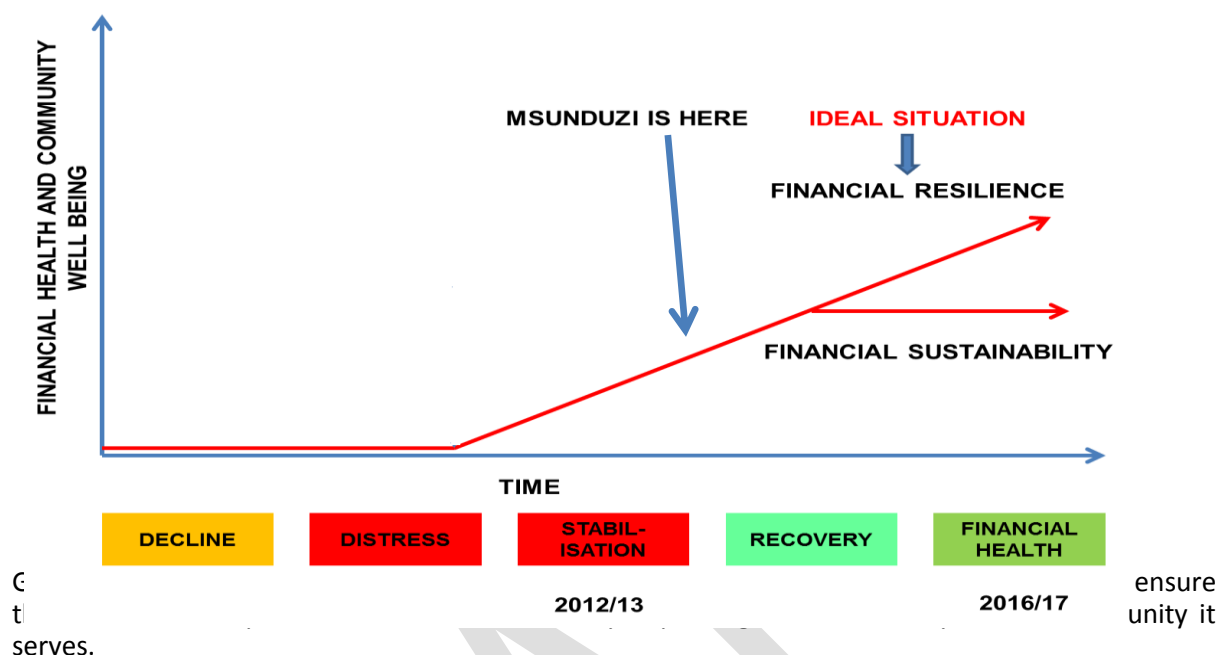 FINANCIAL HEALTH AND COMMUNITY
WELL BEING
MSUNDUZI IS HERE
IDEAL SITUATION
FINANCIAL RESILIENCE
FINANCIAL SUSTAINABILITY
TIME
DECLINE
DISTRESS
STABIL-
ISATION
RECOVERY
FINANCIAL
HEALTH
ensure
2012/13
2016/17
unity it
serves.